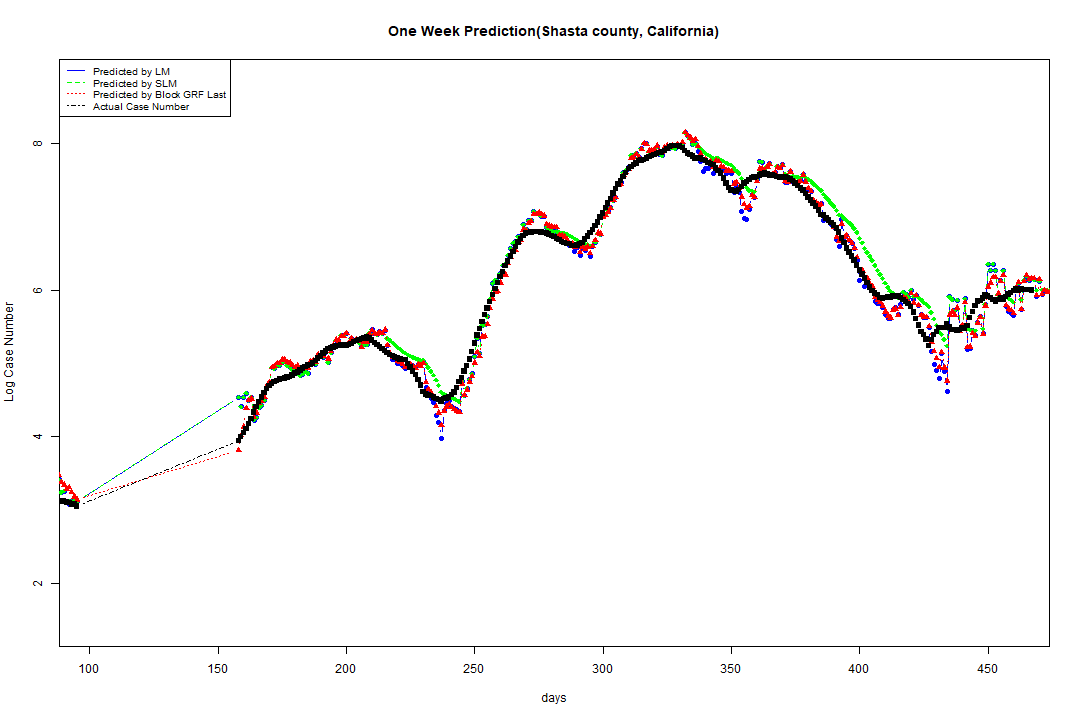 One Week Prediction(Shasta county, California)
Predicted by LM
Predicted by SLM
Predicted by Block GRF Last
Actual Case Number
8
6
4
2
Log Case Number
100 150 200 250 300 350 400 450
days